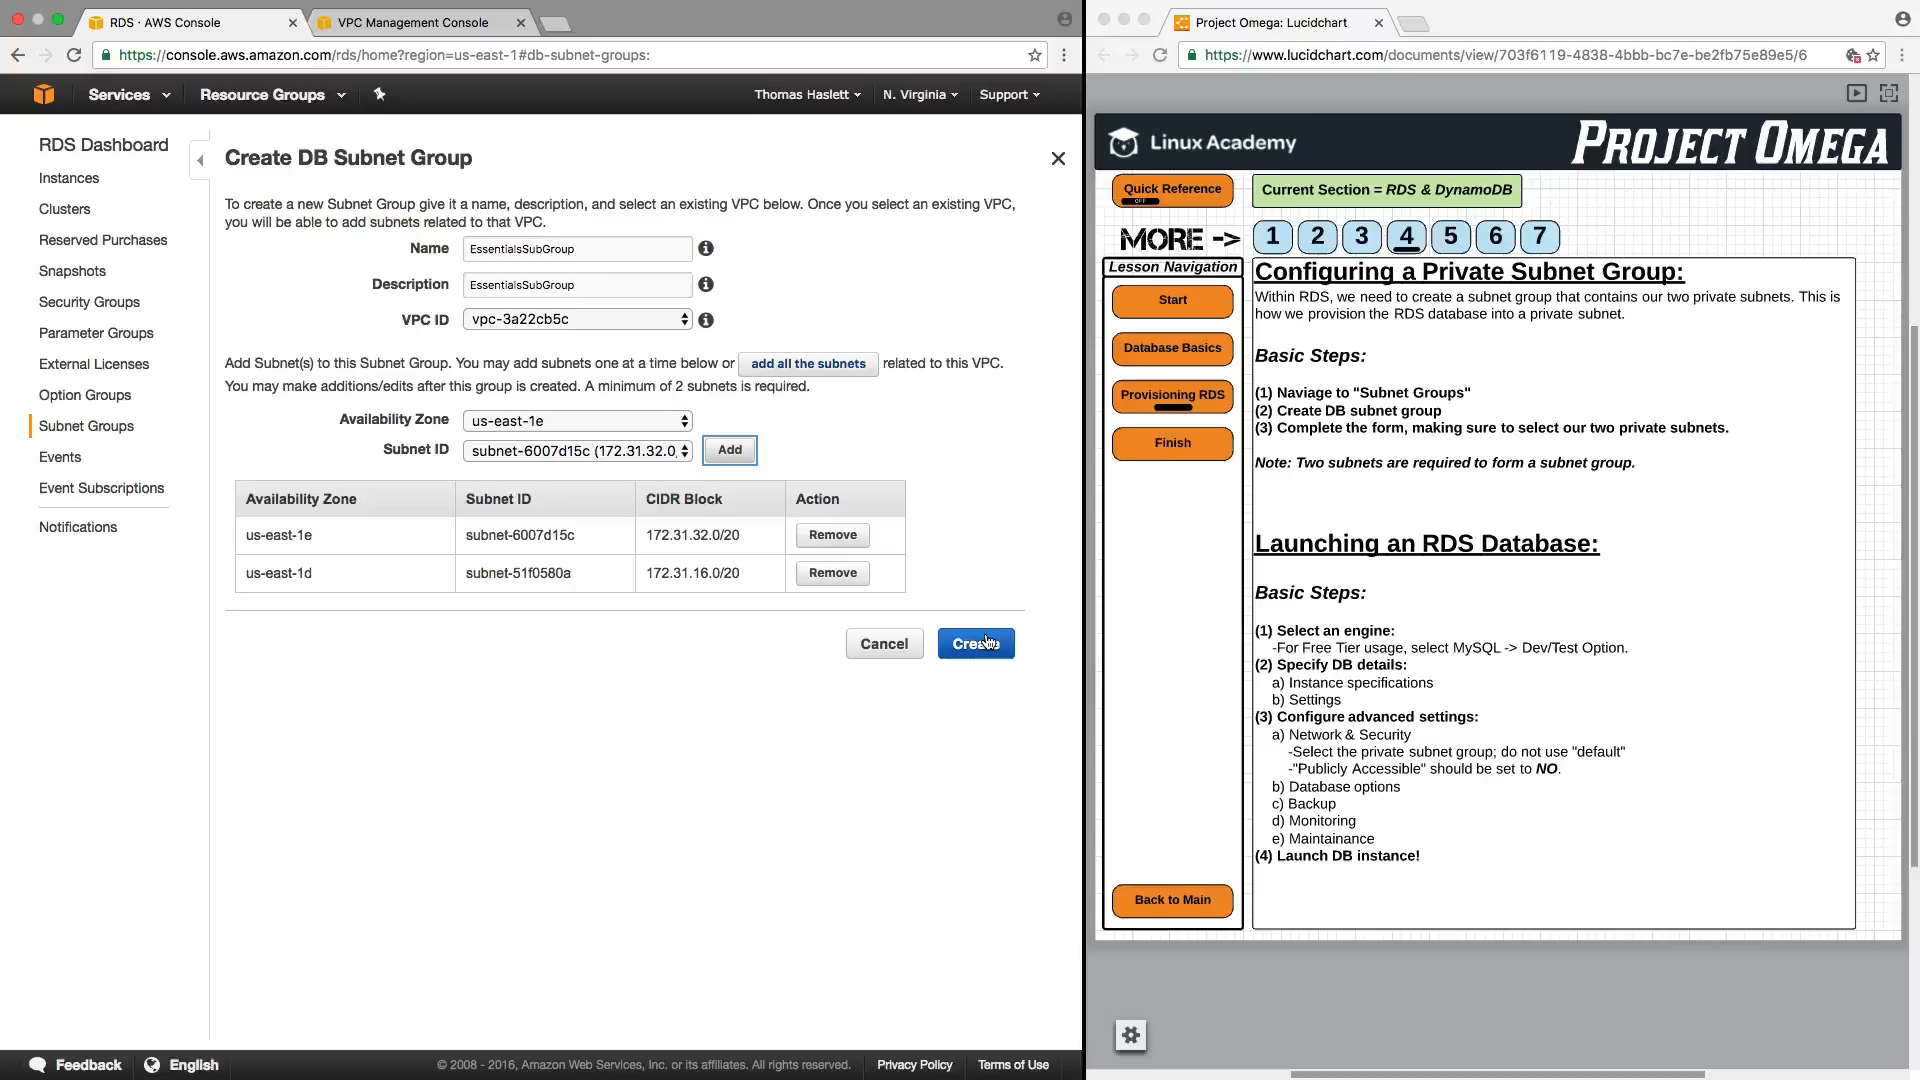 RDS · AWS Console
VPC Management Console
https://console.aws.amazon.com/rds/home?region=us-east-1#db-subnet-groups:
Services
Resource Groups
Thomas Haslett
N. Virginia
Support
RDS Dashboard
Instances
Clusters
Reserved Purchases
Snapshots
Security Groups
Parameter Groups
External Licenses
Option Groups
Subnet Groups
Events
Event Subscriptions
Notifications
Create DB Subnet Group
To create a new Subnet Group give it a name, description, and select an existing VPC below. Once you select an existing VPC,
you will be able to add subnets related to that VPC.
Name EssentialsSubGroup
Description EssentialsSubGroup
VPC ID vpc-3a22cb5c
Add Subnet(s) to this Subnet Group. You may add subnets one at a time below or add all the subnets related to this VPC.
You may make additions/edits after this group is created. A minimum of 2 subnets is required.
Availability Zone us-east-1e
Subnet ID subnet-6007d15c (172.31.32.0, Add
Availability Zone Subnet ID CIDR Block Action
us-east-1e subnet-6007d15c 172.31.32.0/20 Remove
us-east-1d subnet-51f0580a 172.31.16.0/20 Remove
Cancel Create
Feedback English
© 2008 - 2016, Amazon Web Services, Inc. or its affiliates. All rights reserved. Privacy Policy Terms of Use
Project Omega: Lucidchart
https://www.lucidchart.com/documents/view/703f6119-4838-4bbb-bc7e-be2fb75e89e5/6
Linux Academy
PROJECT OMEGA
Quick Reference
OFF
Current Section = RDS & DynamoDB
MORE -> 1 2 3 4 5 6 7
Lesson Navigation
Start
Database Basics
Provisioning RDS
Finish
Back to Main
Configuring a Private Subnet Group:
Within RDS, we need to create a subnet group that contains our two private subnets. This is
how we provision the RDS database into a private subnet.
Basic Steps:
(1) Naviage to "Subnet Groups"
(2) Create DB subnet group
(3) Complete the form, making sure to select our two private subnets.
Note: Two subnets are required to form a subnet group.
Launching an RDS Database:
Basic Steps:
(1) Select an engine:
-For Free Tier usage, select MySQL -> Dev/Test Option.
(2) Specify DB details:
a) Instance specifications
b) Settings
(3) Configure advanced settings:
a) Network & Security
-Select the private subnet group; do not use "default"
-"Publicly Accessible" should be set to NO.
b) Database options
c) Backup
d) Monitoring
e) Maintainance
(4) Launch DB instance!